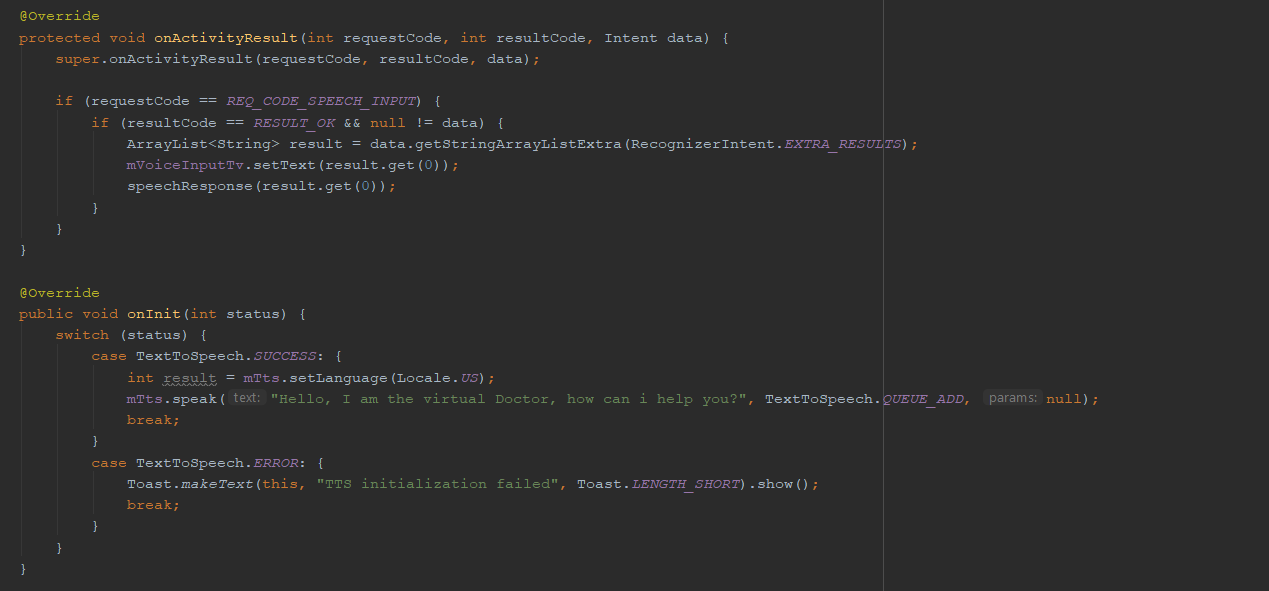 @Override
protected void onActivityResult(int requestCode, int resultCode, Intent data) {
    super.onActivityResult(requestCode, resultCode, data);

    if (requestCode == REQ_CODE_SPEECH_INPUT) {
        if (resultCode == RESULT_OK && null != data) {
            ArrayList<String> result = data.getStringArrayListExtra(RecognizerIntent.EXTRA_RESULTS);
            mVoiceInputTv.setText(result.get(0));
            speechResponse(result.get(0));
        }
    }
}

@Override
public void onInit(int status) {
    switch (status) {
        case TextToSpeech.SUCCESS: {
            int result = mTts.setLanguage(Locale.US);
            mTts.speak( text: "Hello, I am the virtual Doctor, how can i help you?", TextToSpeech.QUEUE_ADD, params: null);
            break;
        }
        case TextToSpeech.ERROR: {
            Toast.makeText(this, "TTS initialization failed", Toast.LENGTH_SHORT).show();
            break;
        }
    }
}